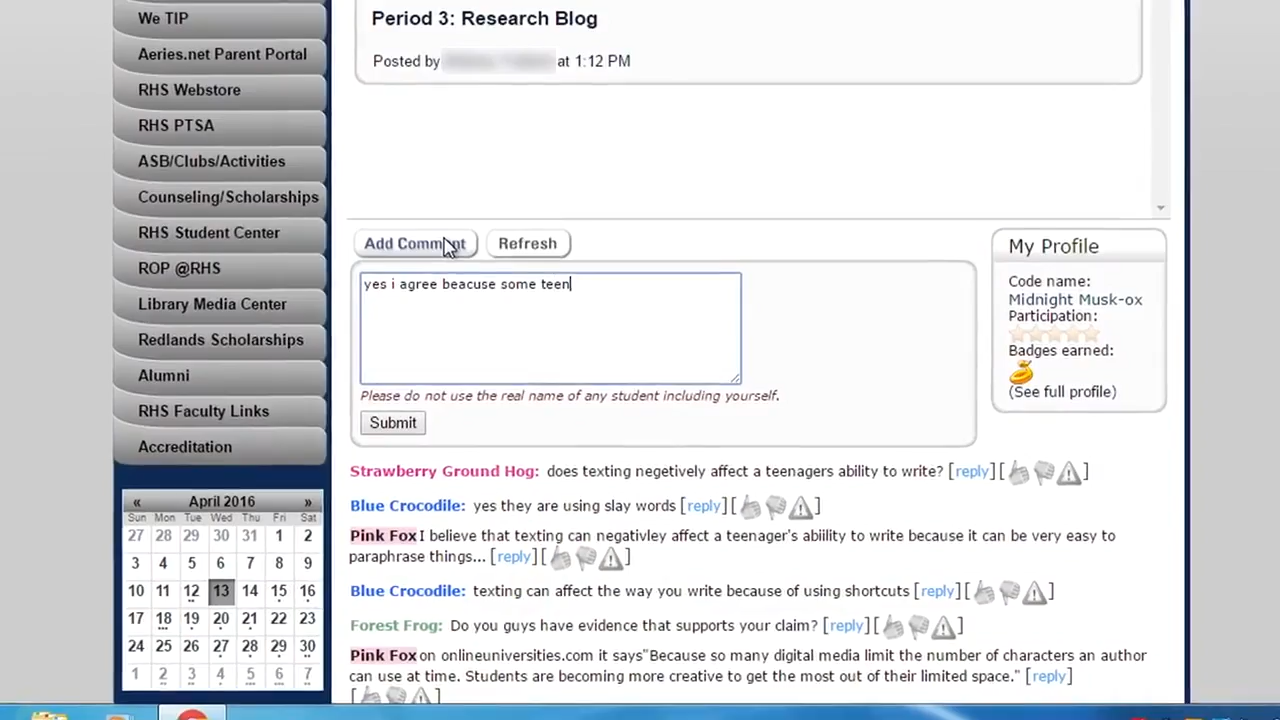 We TIP
Aeries.net Parent Portal
RHS Webstore
RHS PTSA
ASB/Clubs/Activities
Counseling/Scholarships
RHS Student Center
ROP @RHS
Library Media Center
Redlands Scholarships
Alumni
RHS Faculty Links
Accreditation
« April 2016 »
Sun Mon Tue Wed Thu Fri Sat
27 28 29 30 31 1 2
3 4 5 6 7 8 9
10 11 12 13 14 15 16
17 18 19 20 21 22 23
24 25 26 27 28 29 30
1 2 3 4 5 6 7
Period 3: Research Blog
Posted by at 1:12 PM
Add Comment Refresh
yes i agree beacuse some teen
Please do not use the real name of any student including yourself.
Submit
My Profile
Code name:
Midnight Musk-ox
Participation:
Badges earned:
(See full profile)
Strawberry Ground Hog: does texting negetively affect a teenagers ability to write? [reply] [ ]
Blue Crocodile: yes they are using slay words [reply] [ ]
Pink Fox I believe that texting can negativley affect a teenager's abiility to write because it can be very easy to
paraphrase things... [reply] [ ]
Blue Crocodile: texting can affect the way you write because of using shortcuts [reply] [ ]
Forest Frog: Do you guys have evidence that supports your claim? [reply] [ ]
Pink Fox on onlineuniversities.com it says"Because so many digital media limit the number of characters an author
can use at time. Students are becoming more creative to get the most out of their limited space." [reply]
[ ]